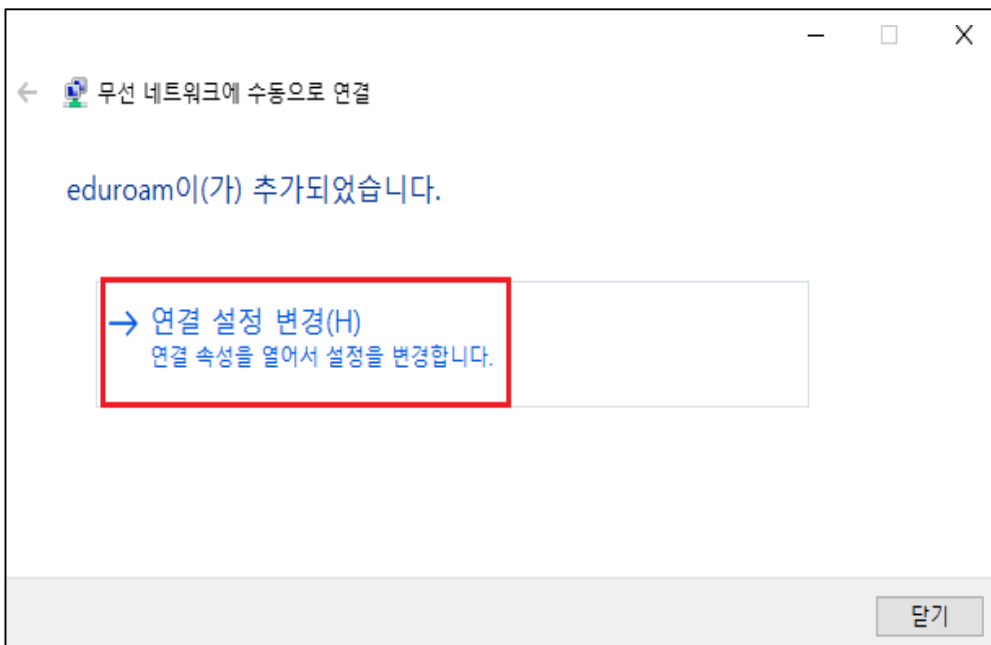 무선 네트워크에 수동으로 연결
eduroam이(가) 추가되었습니다.
연결 설정 변경(H)
연결 속성을 열어서 설정을 변경합니다.
닫기